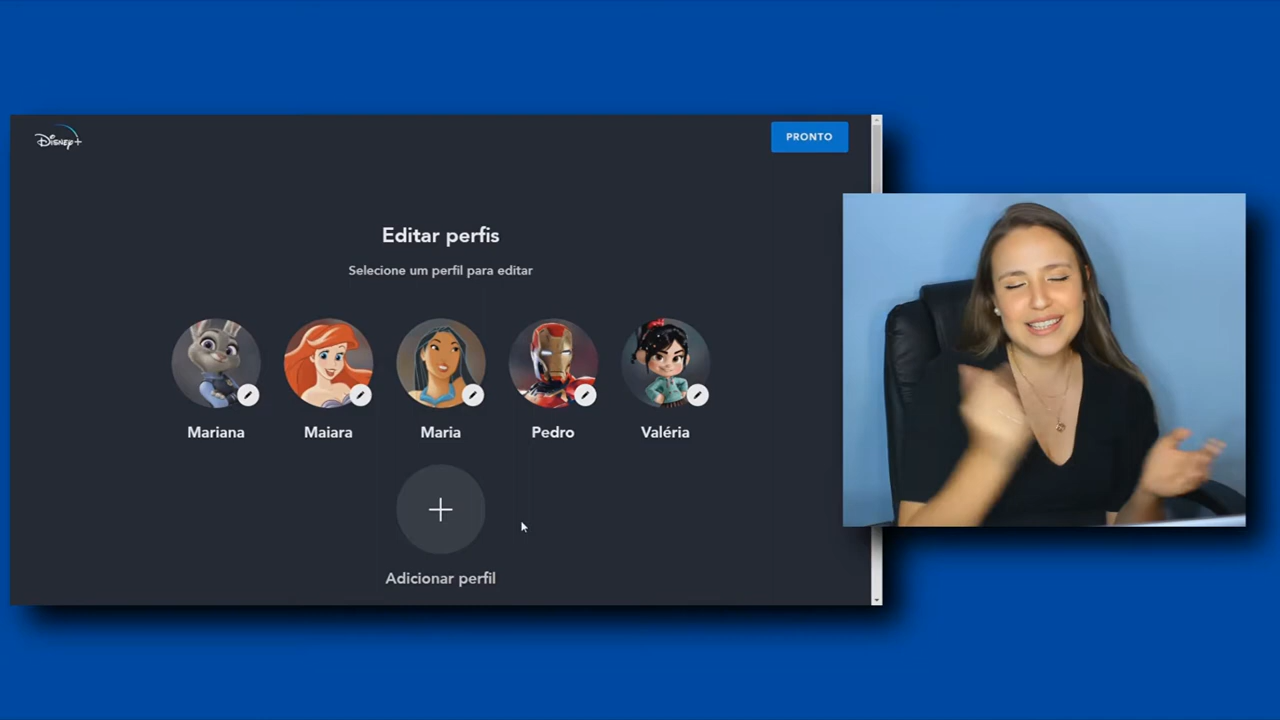 Disney+
PRONTO
Editar perfis
Selecione um perfil para editar
Mariana
Maiara
Maria
Pedro
Valéria
Adicionar perfil